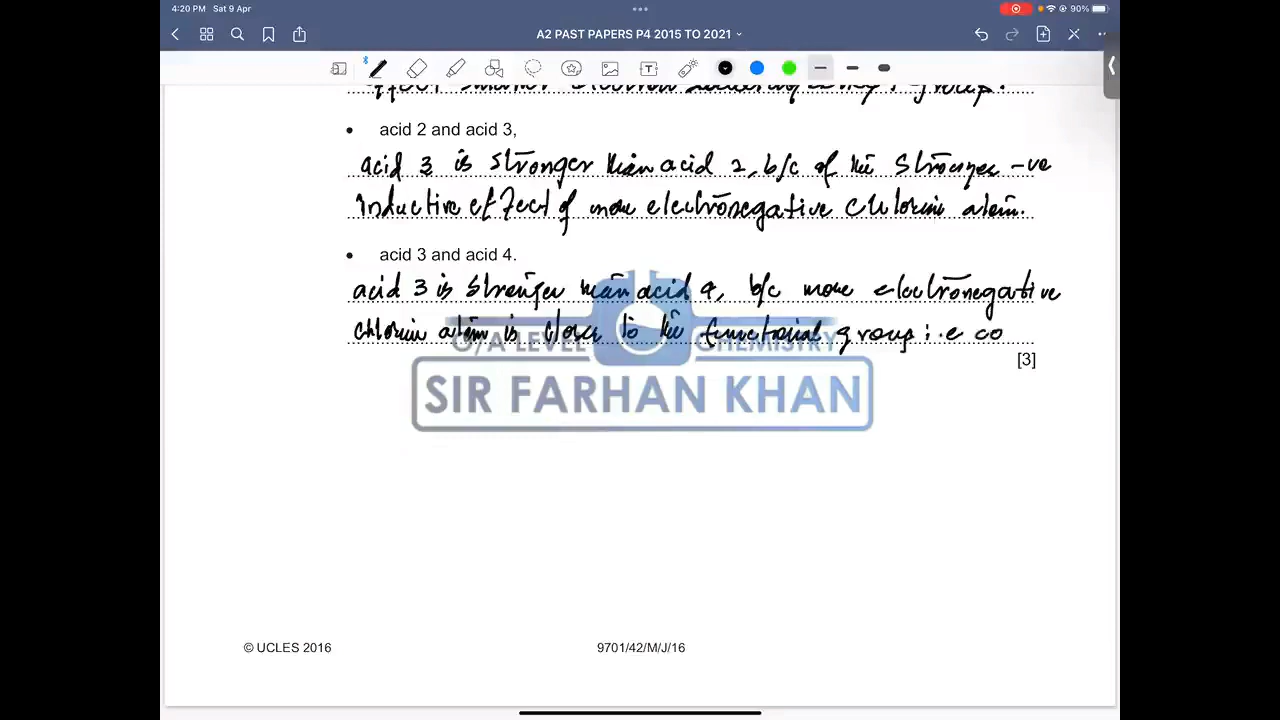 4:20 PM Sat 9 Apr
90%
A2 PAST PAPERS P4 2015 TO 2021
effect groups.
• acid 2 and acid 3,
acid 3 is stronger than acid 2, b/c of the stronger -ve
inductive effect of more electronegative chlorine atom.
• acid 3 and acid 4.
acid 3 is stronger than acid 4, b/c more electronegative
chlorine atom is closer to the functional group i.e co
[3]
O/A LEVEL CHEMISTRY
SIR FARHAN KHAN
© UCLES 2016 9701/42/M/J/16